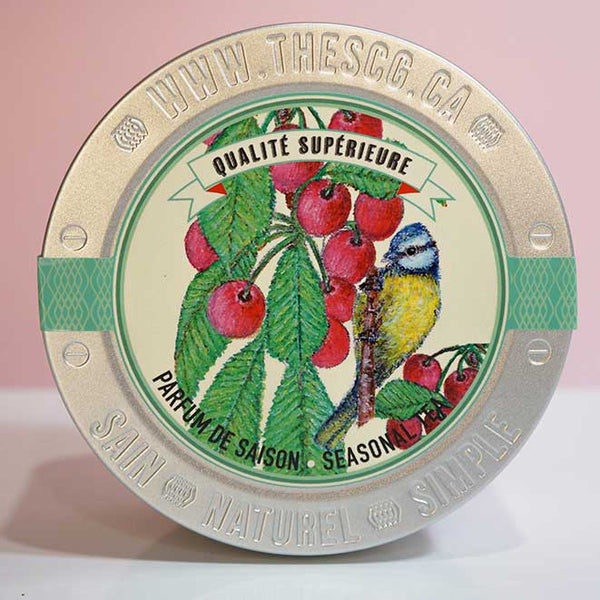 WWW.THESCG.CA
QUALITÉ SUPÉRIEURE
PARFUM DE SAISON • SEASONAL TEA
SAIN NATUREL SIMPLE